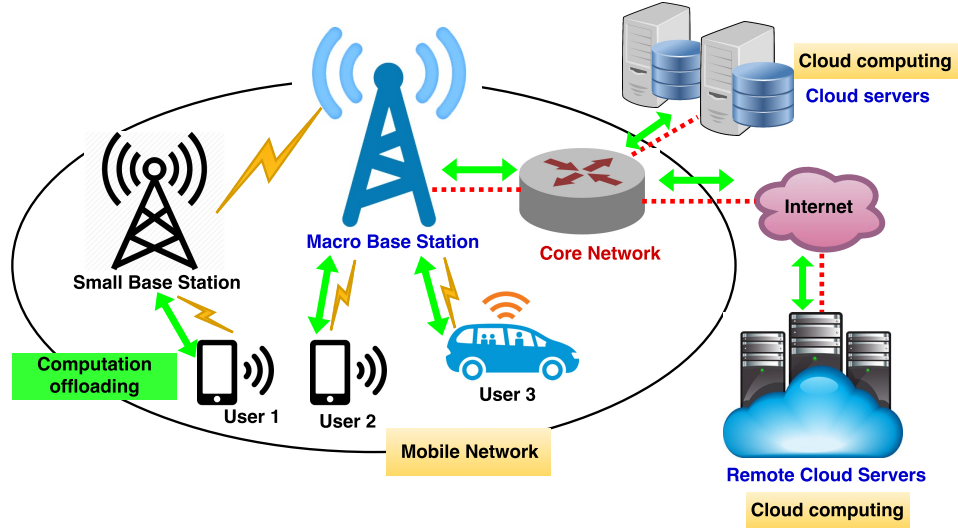 Cloud computing
Cloud servers
Internet
Macro Base Station
Core Network
Small Base Station
Computation
offloading
User 1
User 2
User 3
Mobile Network
Remote Cloud Servers
Cloud computing